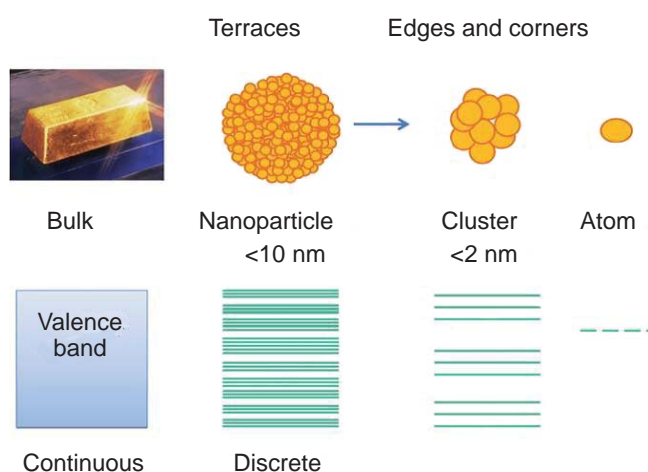 Terraces
Edges and corners
Bulk
Nanoparticle
<10 nm
Cluster
<2 nm
Atom
Valence
band
Continuous
Discrete